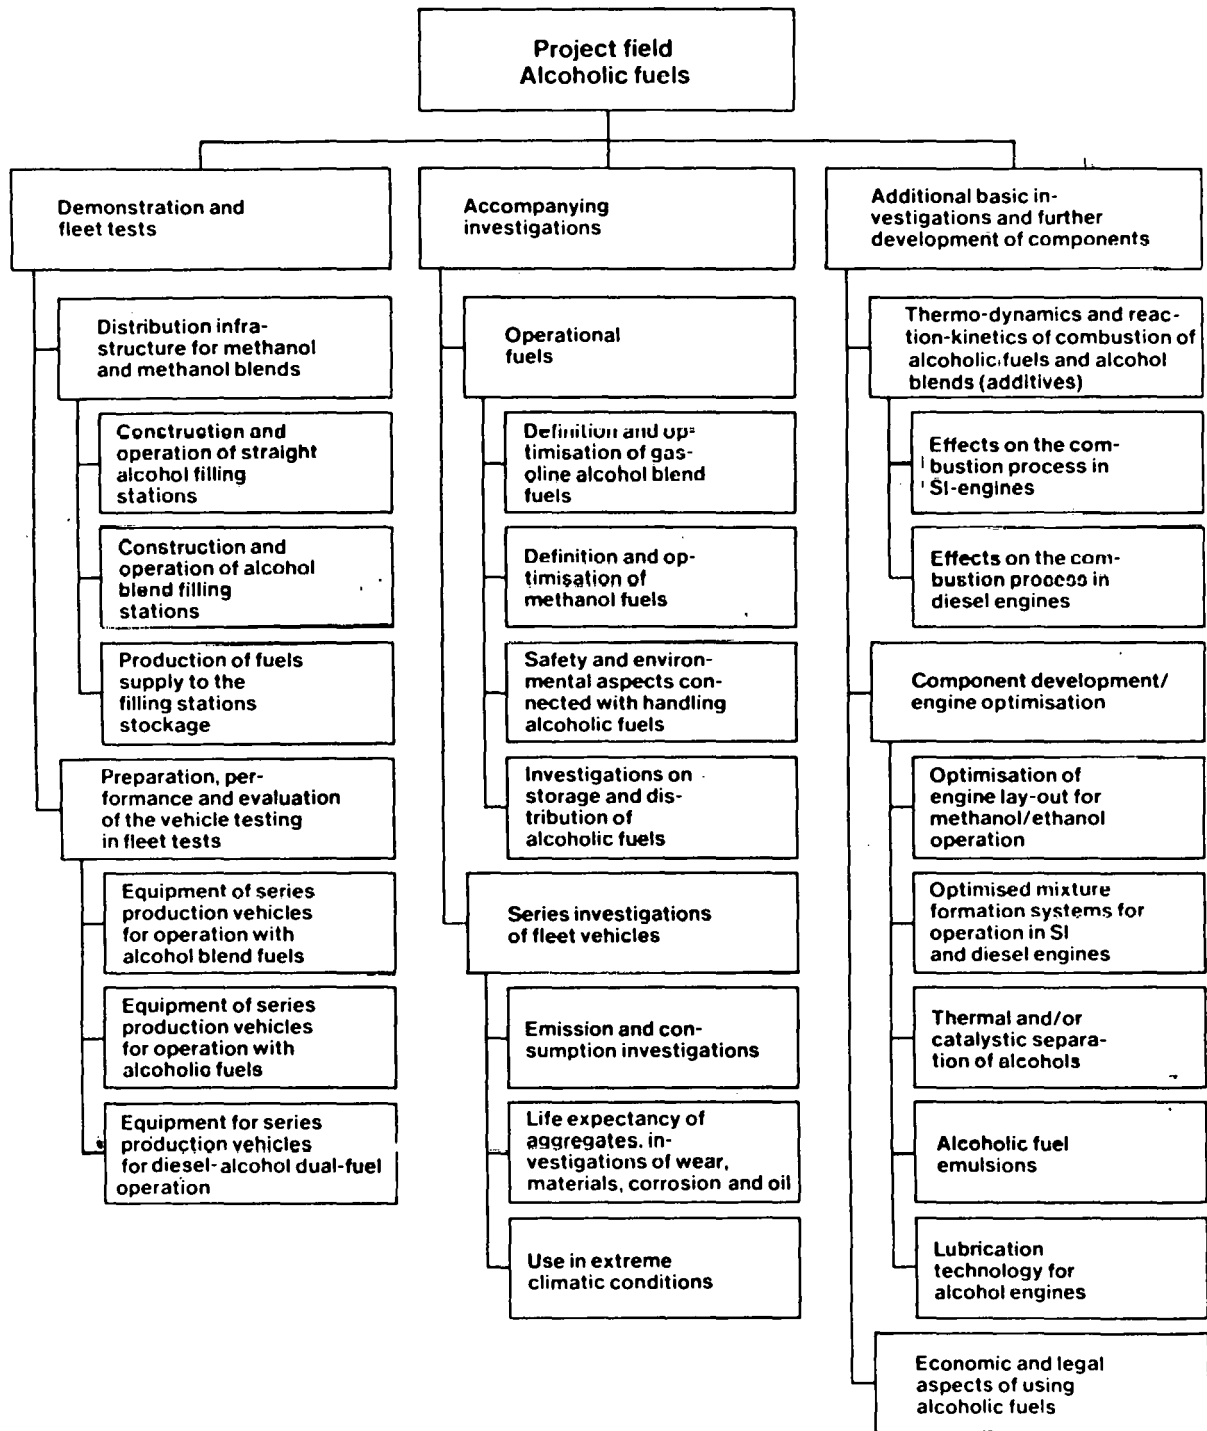 Project field
Alcoholic fuels
Demonstration and
fleet tests
Distribution infra-
structure for methanol
and methanol blends
Construction and
operation of straight
alcohol filling
stations
Construction and
operation of alcohol
blend filling
stations
Production of fuels
supply to the
filling stations
stockage
Preparation, per-
formance and evaluation
of the vehicle testing
in fleet tests
Equipment of series
production vehicles
for operation with
alcohol blend fuels
Equipment of series
production vehicles
for operation with
alcoholic fuels
Equipment for series
production vehicles
for diesel-alcohol dual-fuel
operation
Accompanying
investigations
Operational
fuels
Definition and op-
timisation of gas-
oline alcohol blend
fuels
Definition and op-
timisation of
methanol fuels
Safety and environ-
mental aspects con-
nected with handling
alcoholic fuels
Investigations on
storage and dis-
tribution of
alcoholic fuels
Series investigations
of fleet vehicles
Emission and con-
sumption investigations
Life expectancy of
aggregates, in-
vestigations of wear,
materials, corrosion and oil
Use in extreme
climatic conditions
Additional basic in-
vestigations and further
development of components
Thermo-dynamics and reac-
tion-kinetics of combustion of
alcoholic fuels and alcohol
blends (additives)
Effects on the com-
bustion process in
SI-engines
Effects on the com-
bustion process in
diesel engines
Component development/
engine optimisation
Optimisation of
engine lay-out for
methanol/ethanol
operation
Optimised mixture
formation systems for
operation in SI
and diesel engines
Thermal and/or
catalystic separa-
tion of alcohols
Alcoholic fuel
emulsions
Lubrication
technology for
alcohol engines
Economic and legal
aspects of using
alcoholic fuels